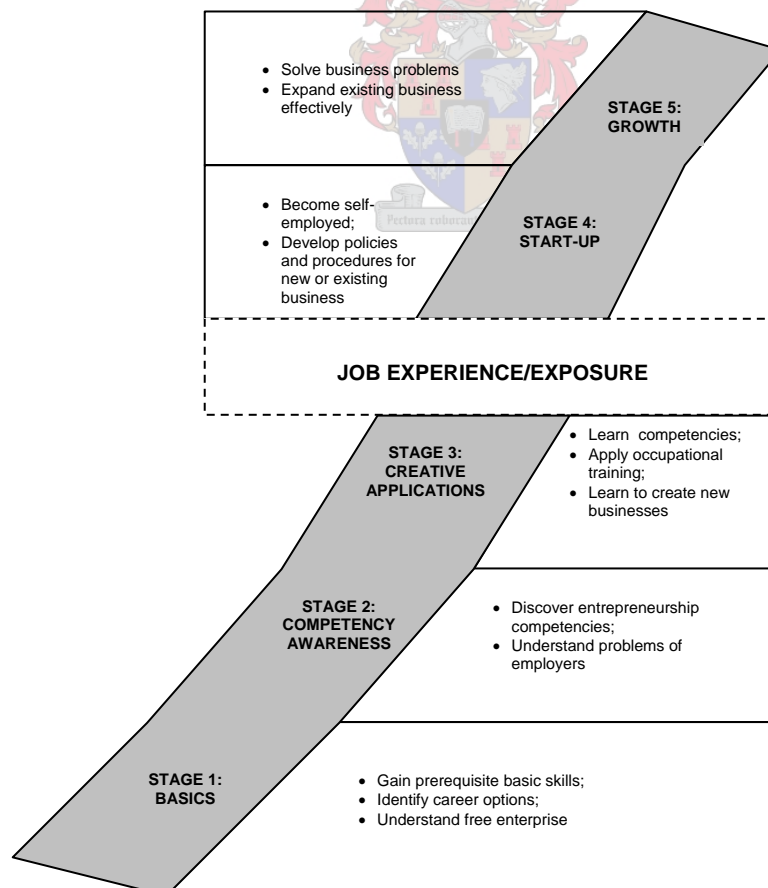 • Solve business problems
• Expand existing business
effectively
STAGE 5:
GROWTH
• Become self-
employed;
• Develop policies
and procedures for
new or existing
business
Pectora roborant
STAGE 4:
START-UP
JOB EXPERIENCE/EXPOSURE
STAGE 3:
CREATIVE
APPLICATIONS
• Learn competencies;
• Apply occupational
training;
• Learn to create new
businesses
STAGE 2:
COMPETENCY
AWARENESS
• Discover entrepreneurship
competencies;
• Understand problems of
employers
STAGE 1:
BASICS
• Gain prerequisite basic skills;
• Identify career options;
• Understand free enterprise